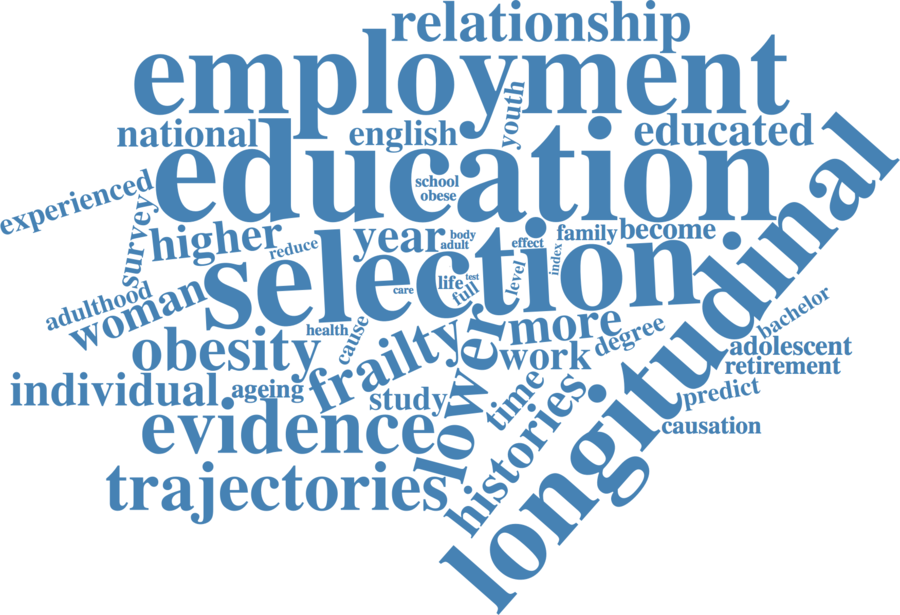 relationship
employment
youth
national
english
educated
education
school
obese
experienced
survey
higher
reduce
year
body
adult
effect
index
family
become
longitudinal
selection
level
care
life
test
full
adulthood
woman
health
cause
obesity
frailty
lower
more
work
degree
bachelor
adolescent
retirement
individual
ageing
study
time
histories
predict
evidence
causation
trajectories